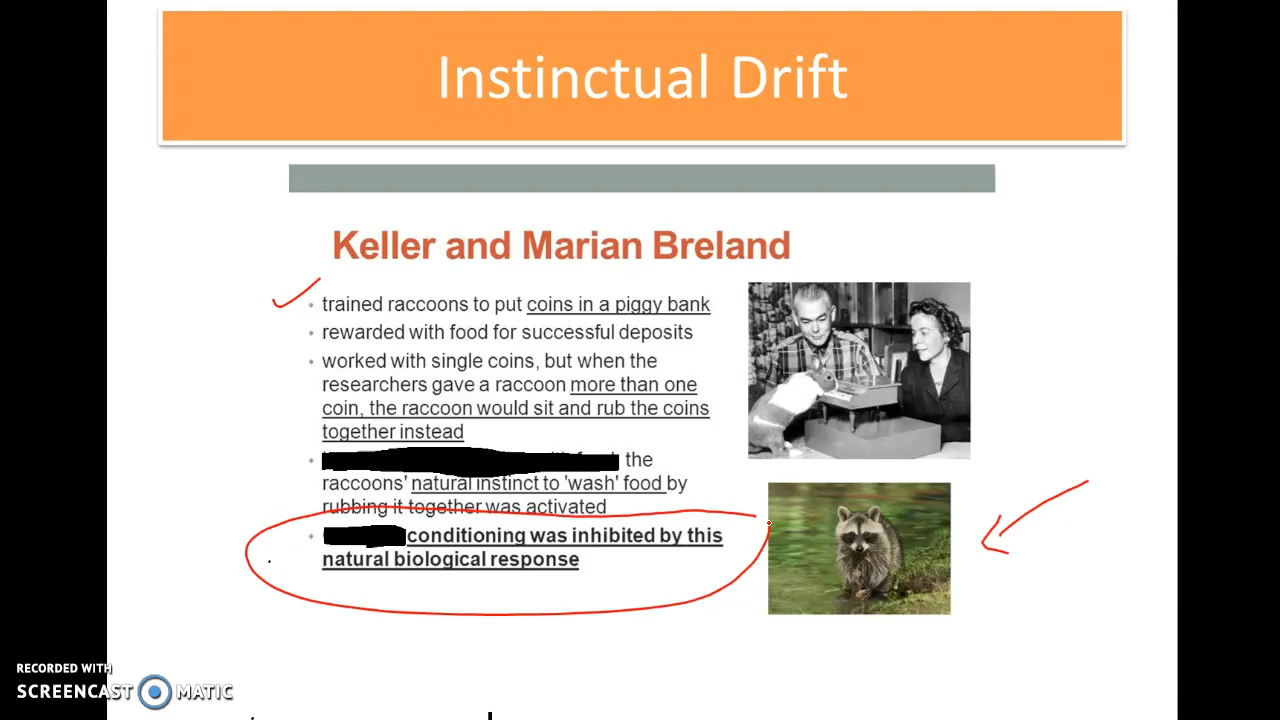 Instinctual Drift
Keller and Marian Breland
trained raccoons to put coins in a piggy bank
rewarded with food for successful deposits
worked with single coins, but when the
researchers gave a raccoon more than one
coin, the raccoon would sit and rub the coins
together instead
the
raccoons' natural instinct to 'wash' food by
rubbing it together was activated
conditioning was inhibited by this
natural biological response
RECORDED WITH
SCREENCAST MATIC